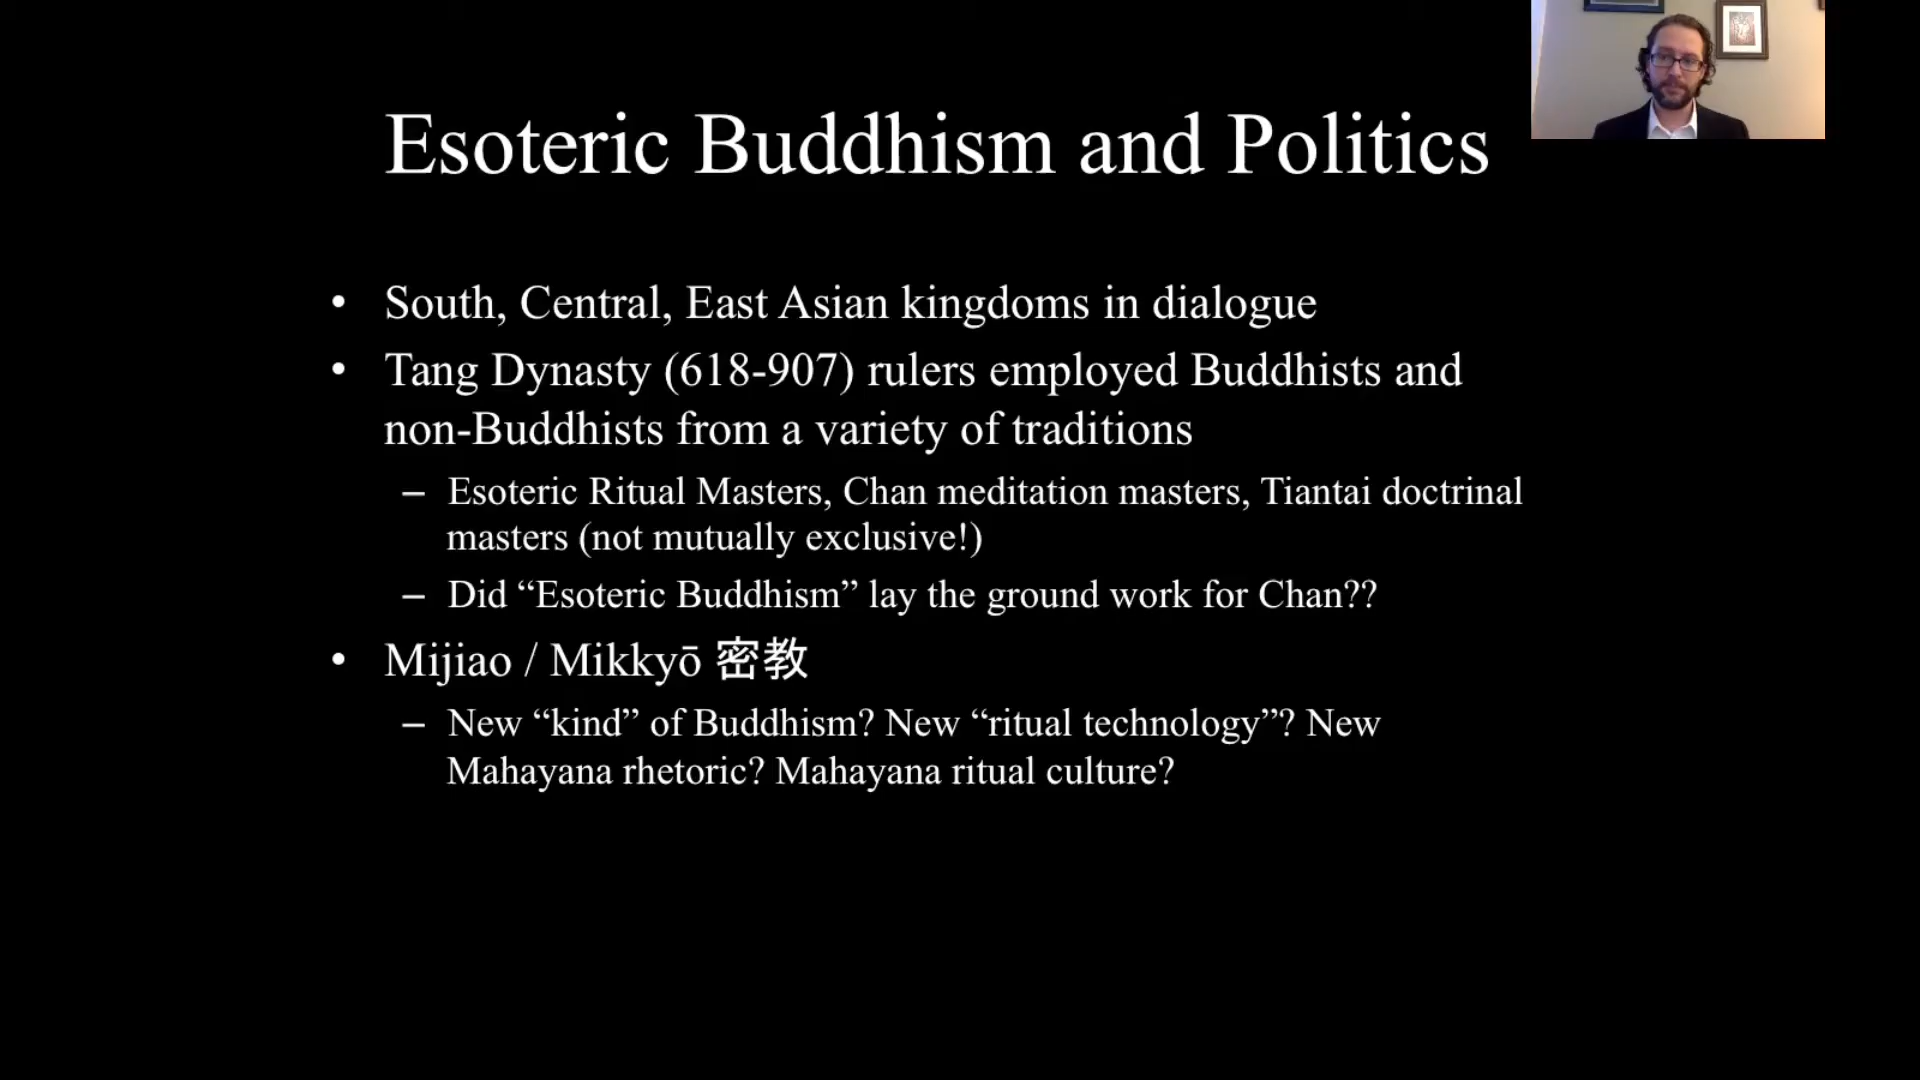 Esoteric Buddhism and Politics
• South, Central, East Asian kingdoms in dialogue
• Tang Dynasty (618-907) rulers employed Buddhists and
non-Buddhists from a variety of traditions
– Esoteric Ritual Masters, Chan meditation masters, Tiantai doctrinal
masters (not mutually exclusive!)
– Did “Esoteric Buddhism” lay the ground work for Chan??
• Mijiao / Mikkyō 密教
– New “kind” of Buddhism? New “ritual technology”? New
Mahayana rhetoric? Mahayana ritual culture?